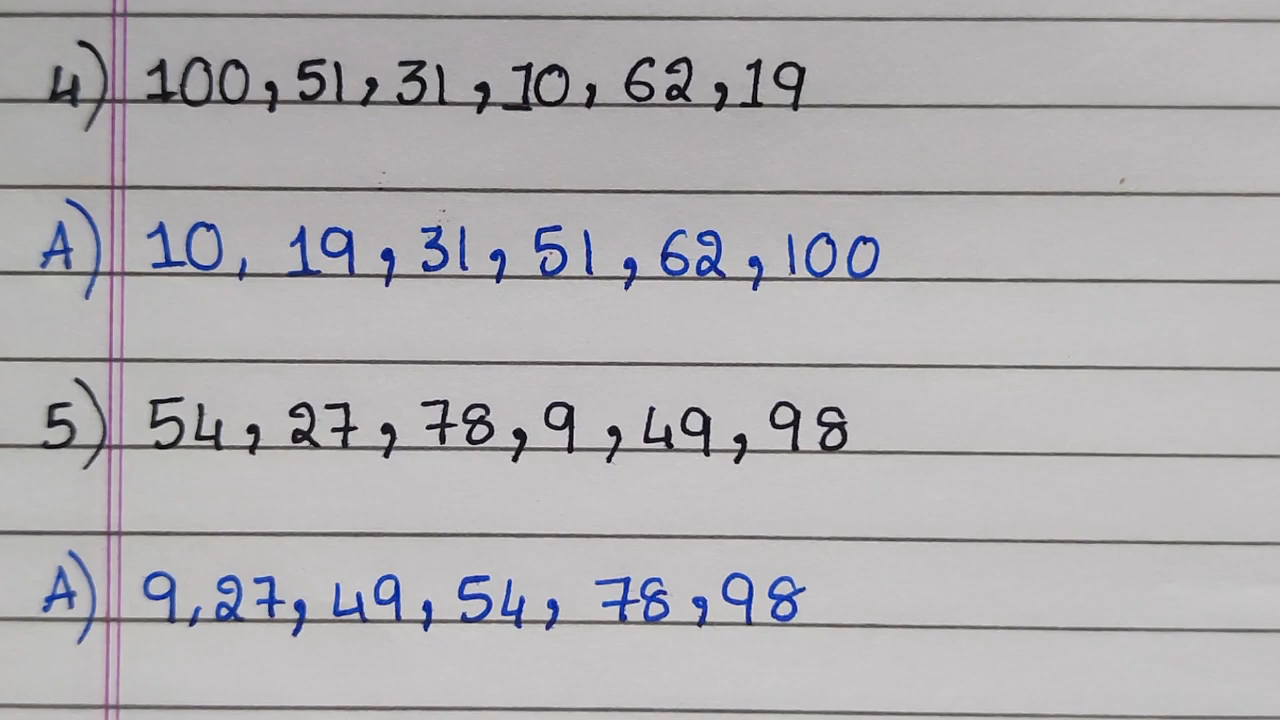 4) 100, 51, 31, 10, 62, 19
A) 10, 19, 31, 51, 62, 100
5) 54, 27, 78, 9, 49, 98
A) 9, 27, 49, 54, 78, 98